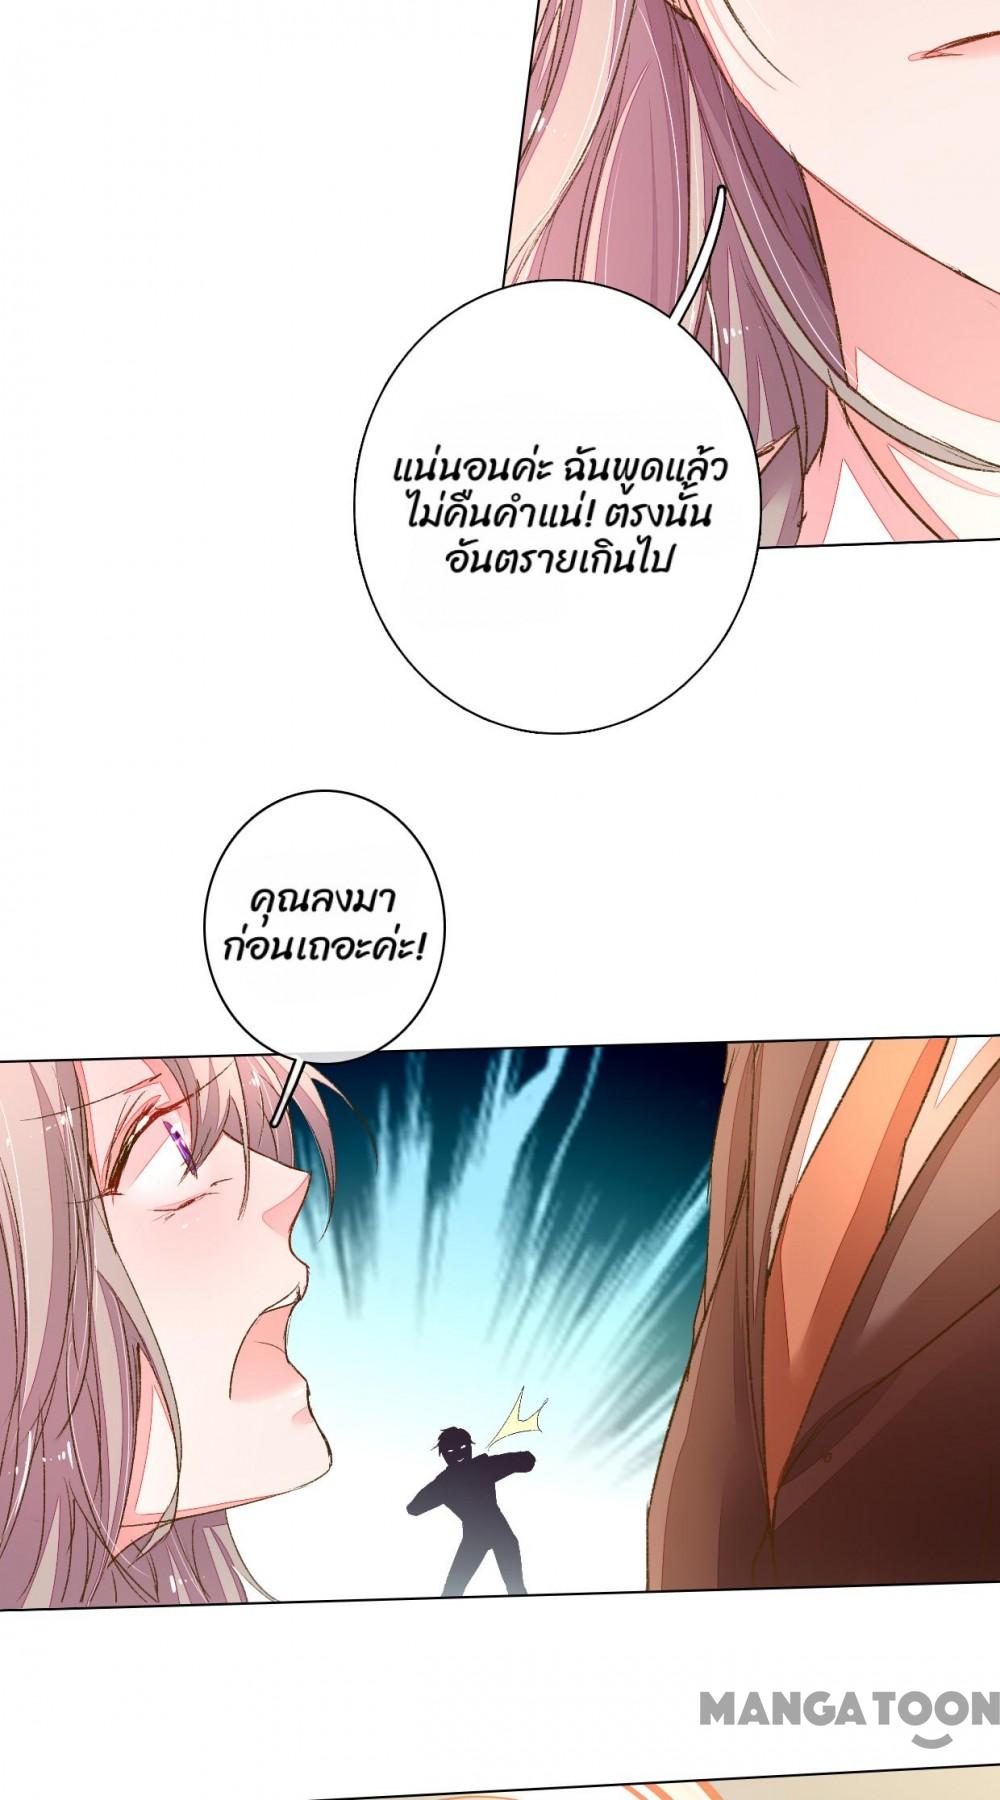 แน่นอนค่ะ ฉันพูดแล้ว
ไม่คืนคำแน่! ตรงนั้น
อันตรายเกินไป
คุณลงมา
ก่อนเถอะค่ะ!
MANGATOON